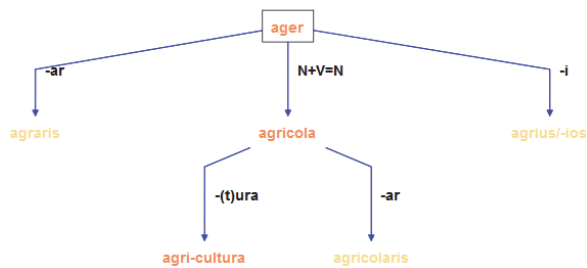 ager
-ar
N+V=N
-i
agraris
agricola
agrius/-ios
-(t)ura
-ar
agri-cultura
agricolaris